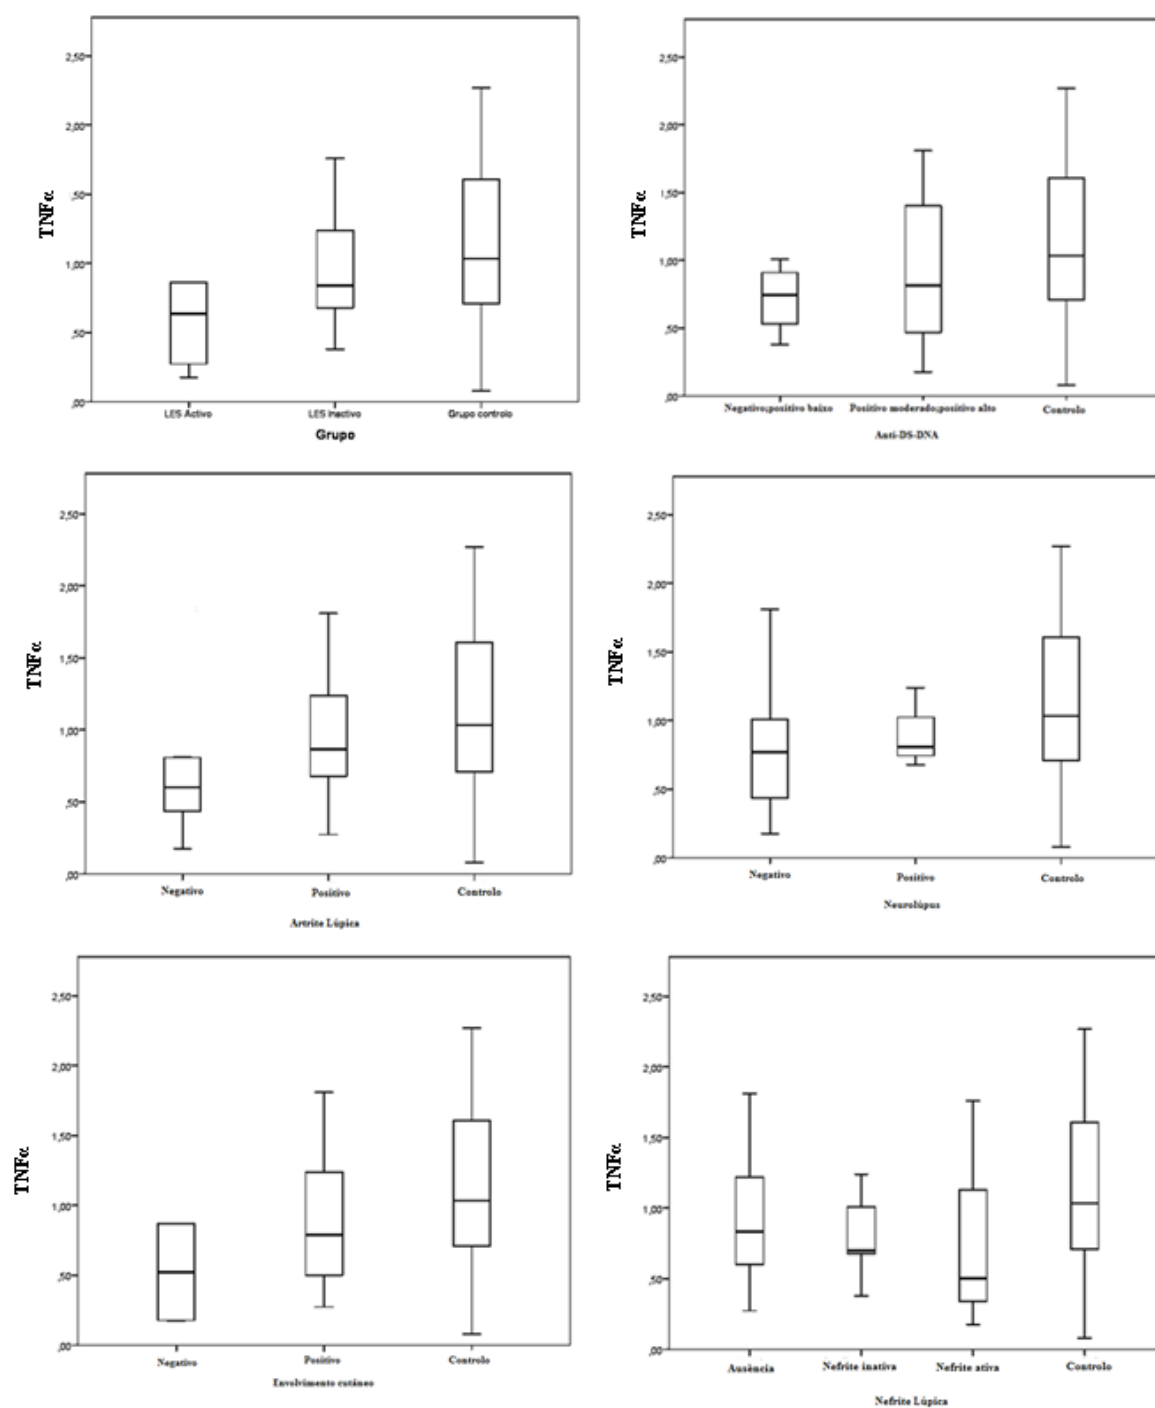 2,50
2,00
,50
1,00
,50
,00
TNFα
LES Activo LES Inactivo Grupo controlo
Grupo
2,50
2,00
1,50
1,00
,50
,00
TNFα
Negativo;positivo baixo Positivo moderado;positivo alto Controlo
Anti-DS-DNA
2,50
2,00
1,50
1,00
,50
,00
TNFα
Negativo Positivo Controlo
Artrite Lúpica
2,50
2,00
1,50
1,00
,50
,00
TNFα
Negativo Positivo Controlo
Neurolúpus
2,50
2,00
1,50
1,00
,50
,00
TNFα
Negativo Positivo Controlo
Envolvimento cutâneo
2,50
2,00
1,50
1,00
,50
,00
TNFα
Ausência Nefrite inativa Nefrite ativa Controlo
Nefrite Lúpica